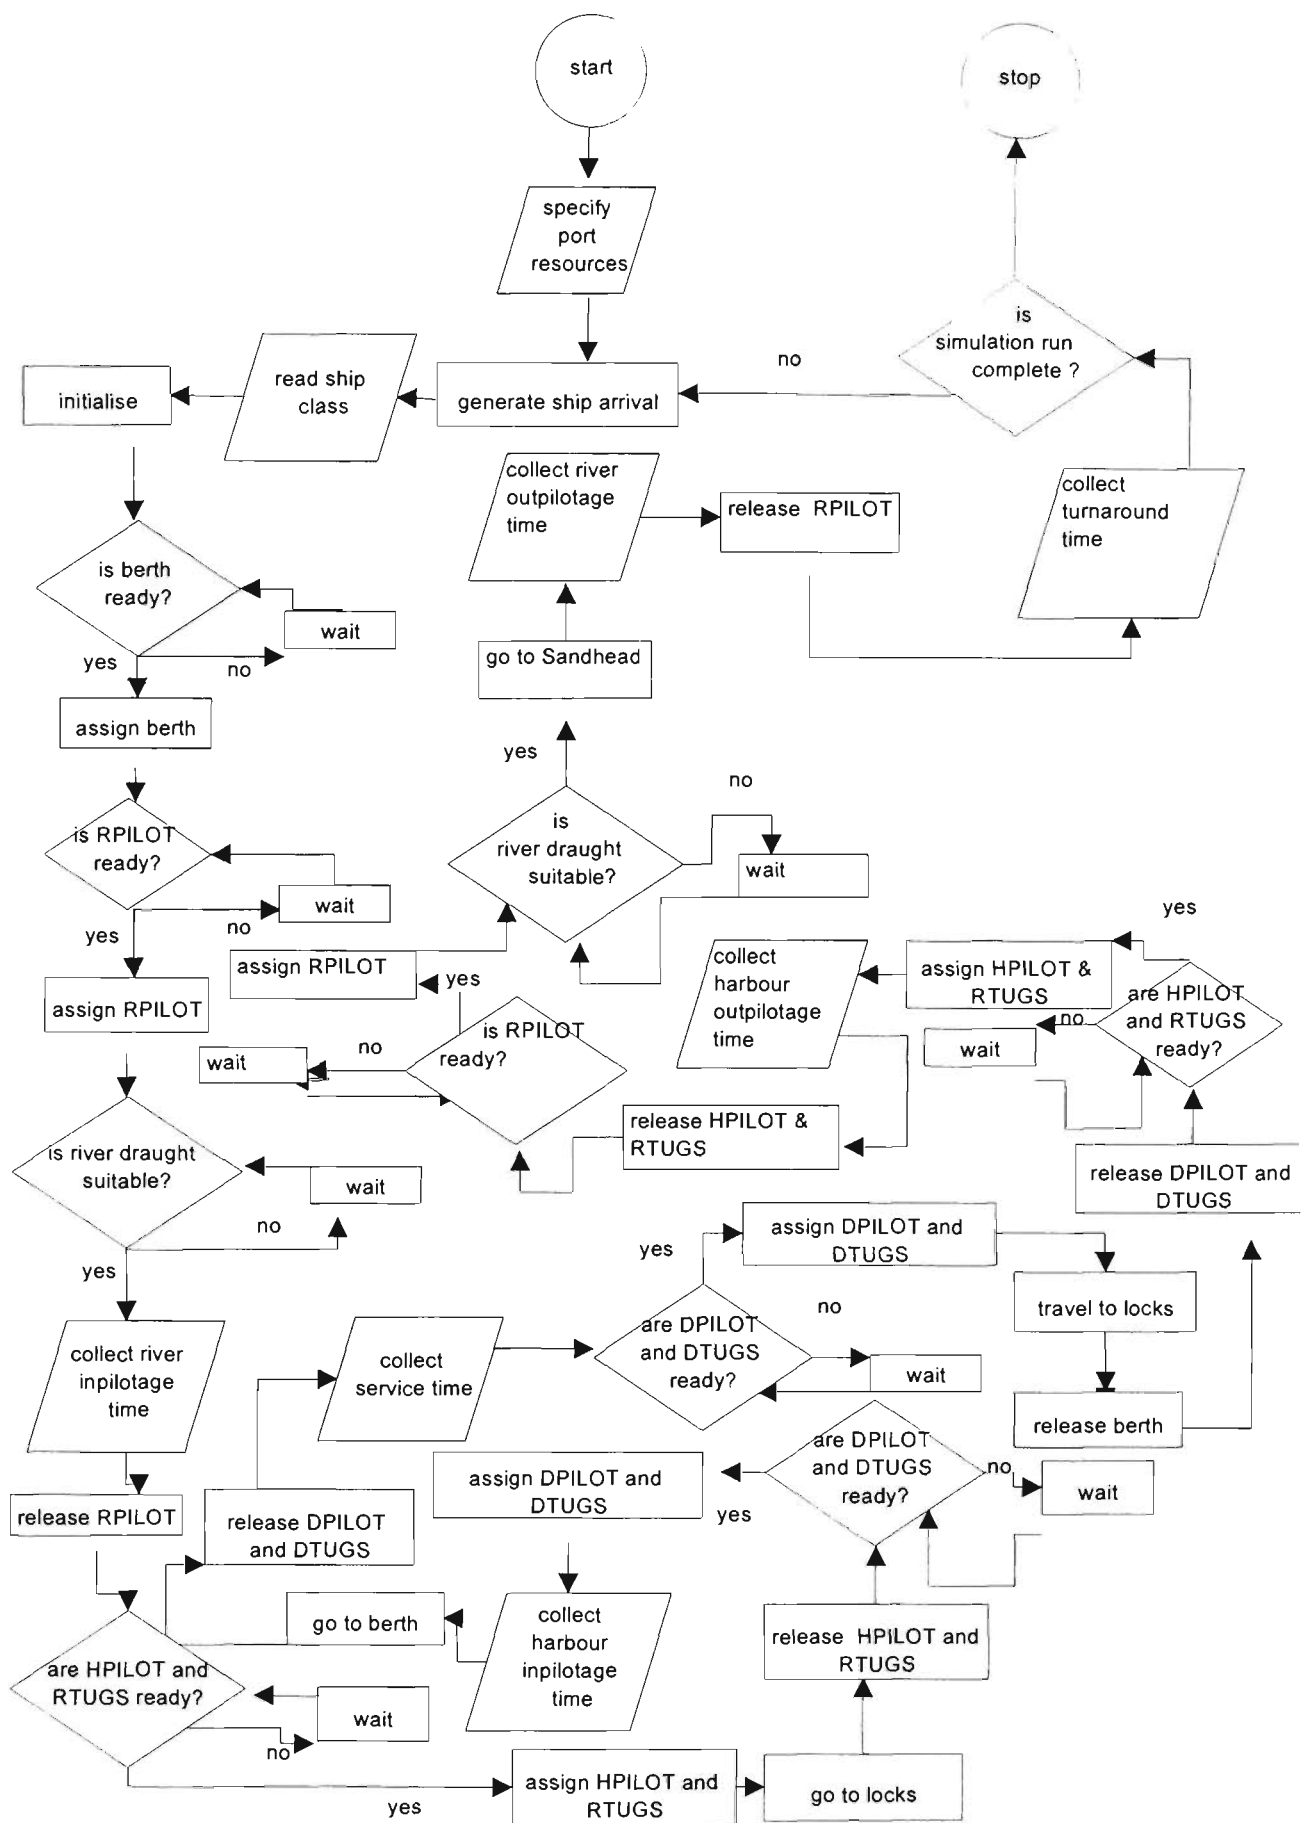 start
stop
specify
port
resources
is
simulation run
complete ?
no
read ship
class
initialise
generate ship arrival
collect river
outpilotage
time
release RPILOT
collect
turnaround
time
is berth
ready?
wait
go to Sandhead
yes
no
assign berth
yes
no
is RPILOT
ready?
is
river draught
suitable?
wait
wait
yes
no
yes
assign RPILOT
yes
collect
harbour
outpilotage
time
assign HPILOT &
RTUGS
are HPILOT
and RTUGS
ready?
no
wait
assign RPILOT
is RPILOT
ready?
no
wait
release HPILOT &
RTUGS
is river draught
suitable?
wait
no
release DPILOT and
DTUGS
assign DPILOT and
DTUGS
yes
yes
travel to locks
no
collect river
inpilotage
time
collect
service time
are DPILOT
and DTUGS
ready?
wait
release berth
are DPILOT
and DTUGS
ready?
no
wait
assign DPILOT and
DTUGS
yes
release RPILOT
release DPILOT
and DTUGS
go to berth
collect
harbour
inpilotage
time
release HPILOT and
RTUGS
are HPILOT and
RTUGS ready?
wait
no
yes
assign HPILOT and
RTUGS
go to locks